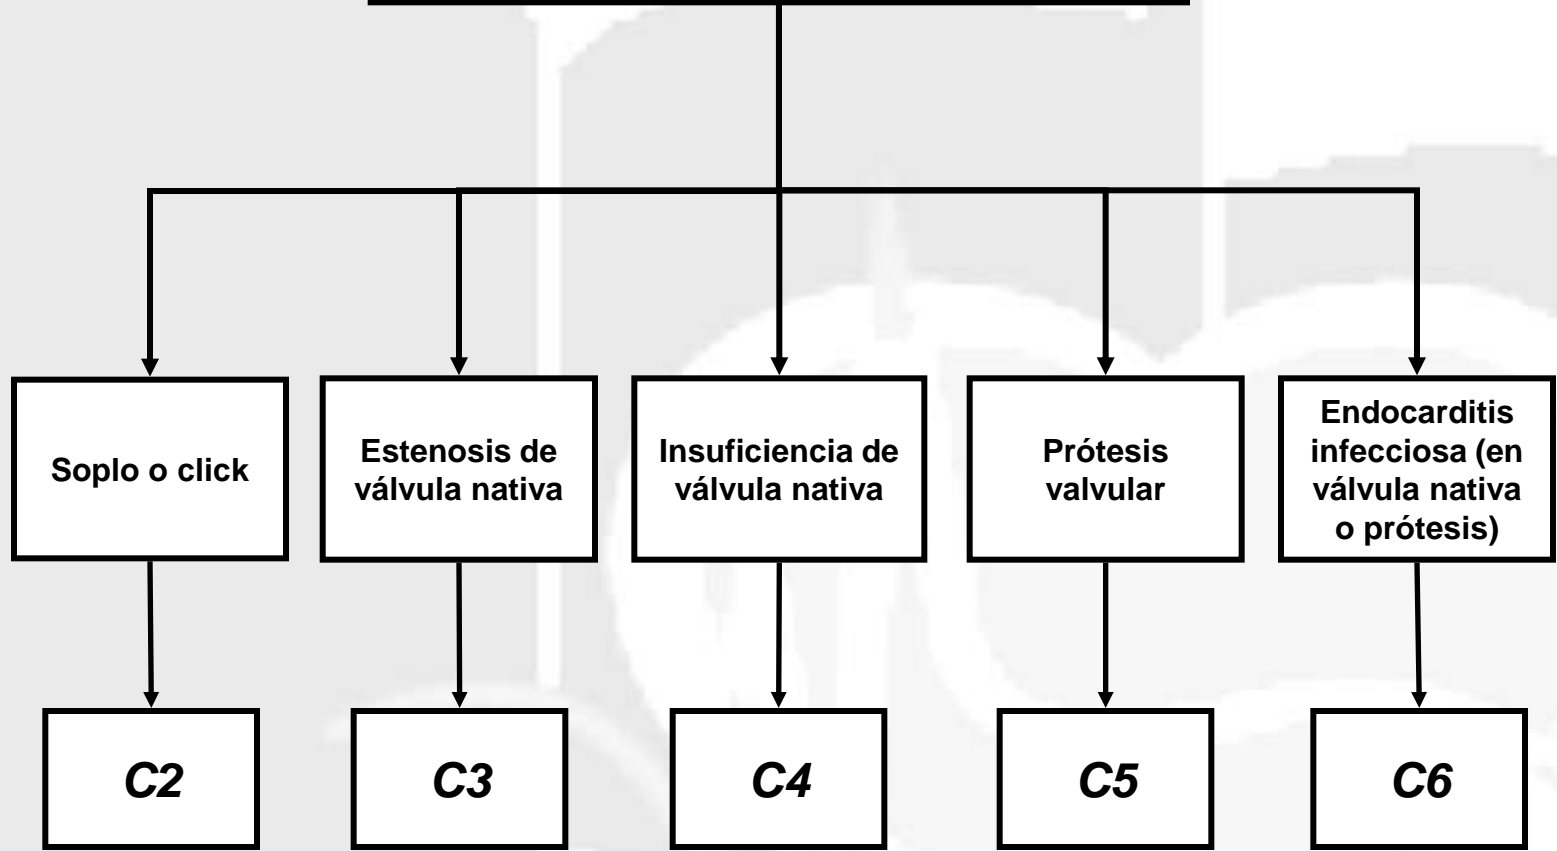 Soplo o click
Estenosis de
válvula nativa
Insuficiencia de
válvula nativa
Prótesis
valvular
Endocarditis
infecciosa (en
válvula nativa
o prótesis)
C2
C3
C4
C5
C6